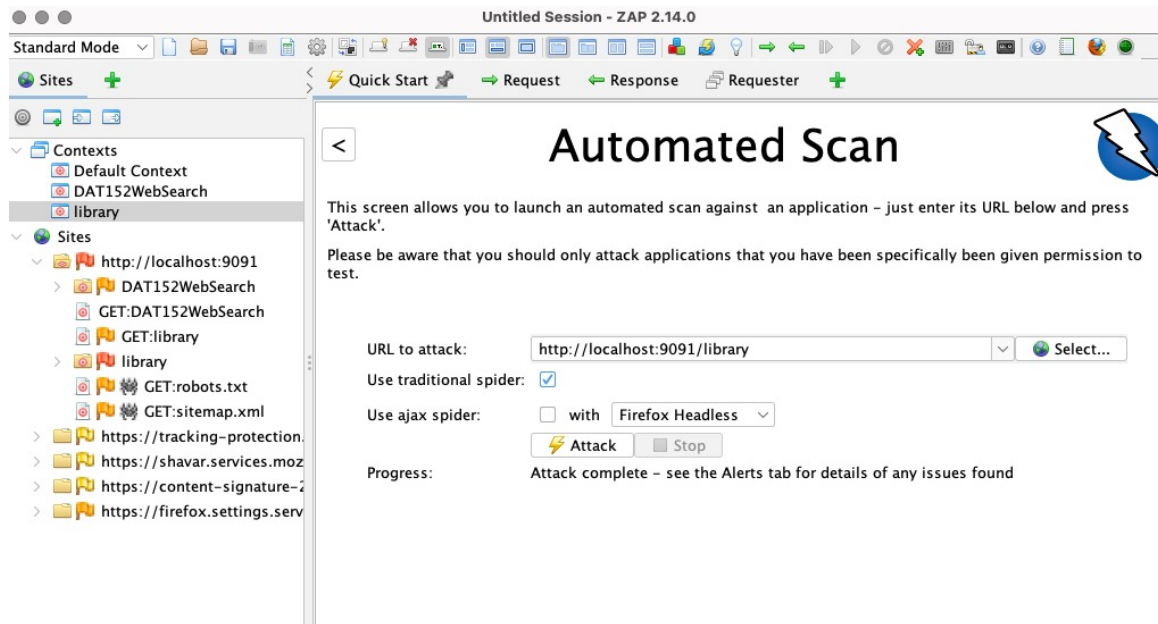 Untitled Session - ZAP 2.14.0
Standard Mode
Sites
Quick Start
Request
Response
Requester
Contexts
Default Context
DAT152WebSearch
library
Sites
http://localhost:9091
DAT152WebSearch
GET:DAT152WebSearch
GET:library
library
GET:robots.txt
GET:sitemap.xml
https://tracking-protection.
https://shavar.services.moz
https://content-signature-2
https://firefox.settings.serv
<
Automated Scan
This screen allows you to launch an automated scan against  an application – just enter its URL below and press
'Attack'.
Please be aware that you should only attack applications that you have been specifically been given permission to
test.
URL to attack: http://localhost:9091/library Select...
Use traditional spider:
Use ajax spider: with Firefox Headless
Attack Stop
Progress: Attack complete – see the Alerts tab for details of any issues found